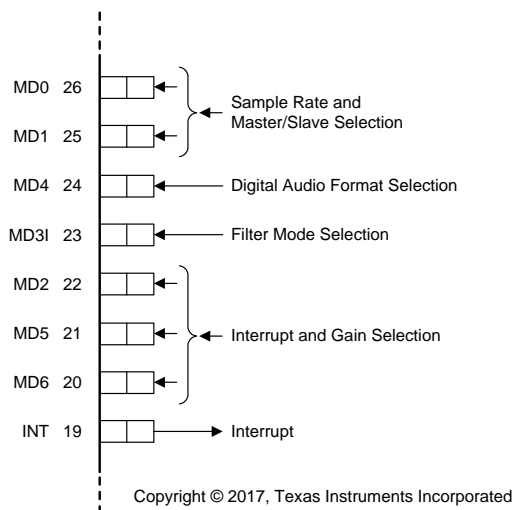 MD0 26
MD1 25
Sample Rate and
Master/Slave Selection
MD4 24 Digital Audio Format Selection
MD3I 23 Filter Mode Selection
MD2 22
MD5 21 Interrupt and Gain Selection
MD6 20
INT 19 Interrupt
Copyright © 2017, Texas Instruments Incorporated